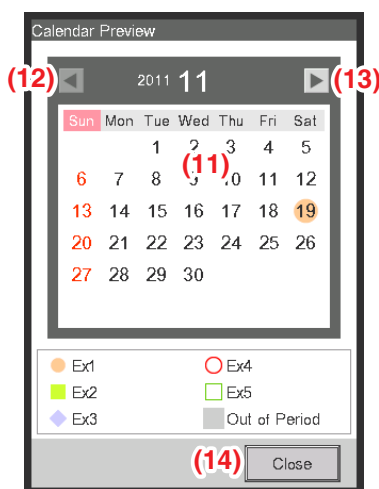 Calendar Preview
(12) 2011 11 (13)
Sun Mon Tue Wed Thu Fri Sat
1 2 3 4 5
(11)
6 7 8 10 11 12
13 14 15 16 17 18 19
20 21 22 23 24 25 26
27 28 29 30
Ex1 Ex4
Ex2 Ex5
Ex3 Out of Period
(14) Close